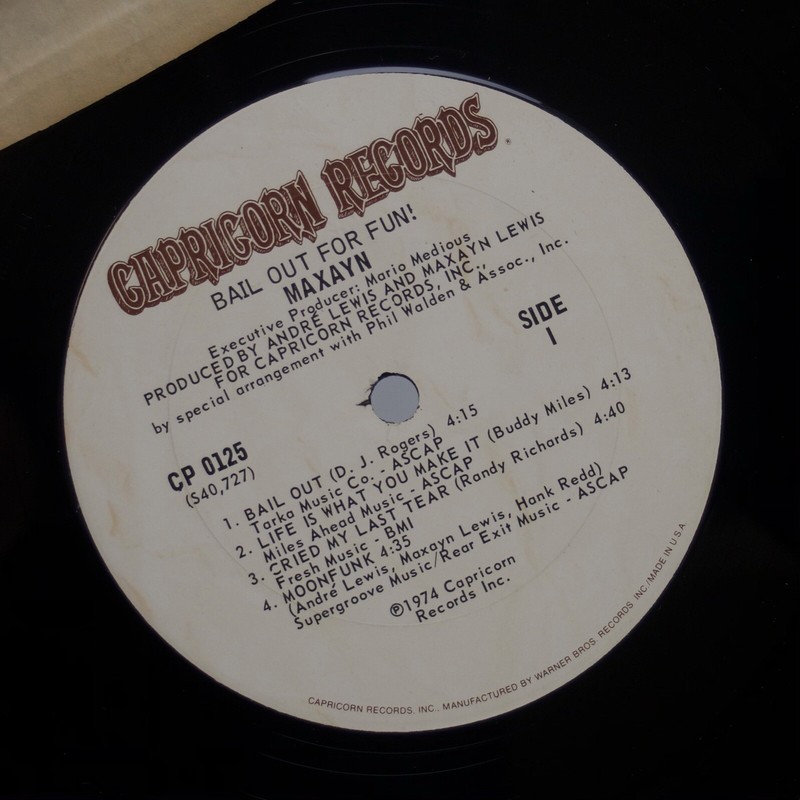 CAPRICORN RECORDS
BAIL OUT FOR FUN!
MAXAYN
Executive Producer: Mario Medious
PRODUCED BY ANDRÉ LEWIS AND MAXAYN LEWIS
FOR CAPRICORN RECORDS, INC.,
by special arrangement with Phil Walden & Assoc., Inc.
SIDE
I
CP 0125
(S40,727)
1. BAIL OUT (D. J. Rogers) 4:15
Tarka Music Co. - ASCAP
2. LIFE IS WHAT YOU MAKE IT (Buddy Miles) 4:13
Miles Ahead Music - ASCAP
3. CRIED MY LAST TEAR (Randy Richards) 4:40
Fresh Music - BMI
4. MOONFUNK 4:35
(André Lewis, Maxayn Lewis, Hank Redd)
Supergroove Music/Rear Exit Music - ASCAP
℗1974 Capricorn
Records Inc.
CAPRICORN RECORDS, INC., MANUFACTURED BY WARNER BROS. RECORDS INC./MADE IN U.S.A.